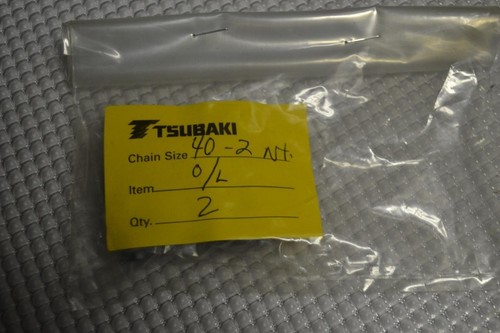 TSUBAKI
Chain Size 40-2 Nt.
Item O/L
Qty. 2